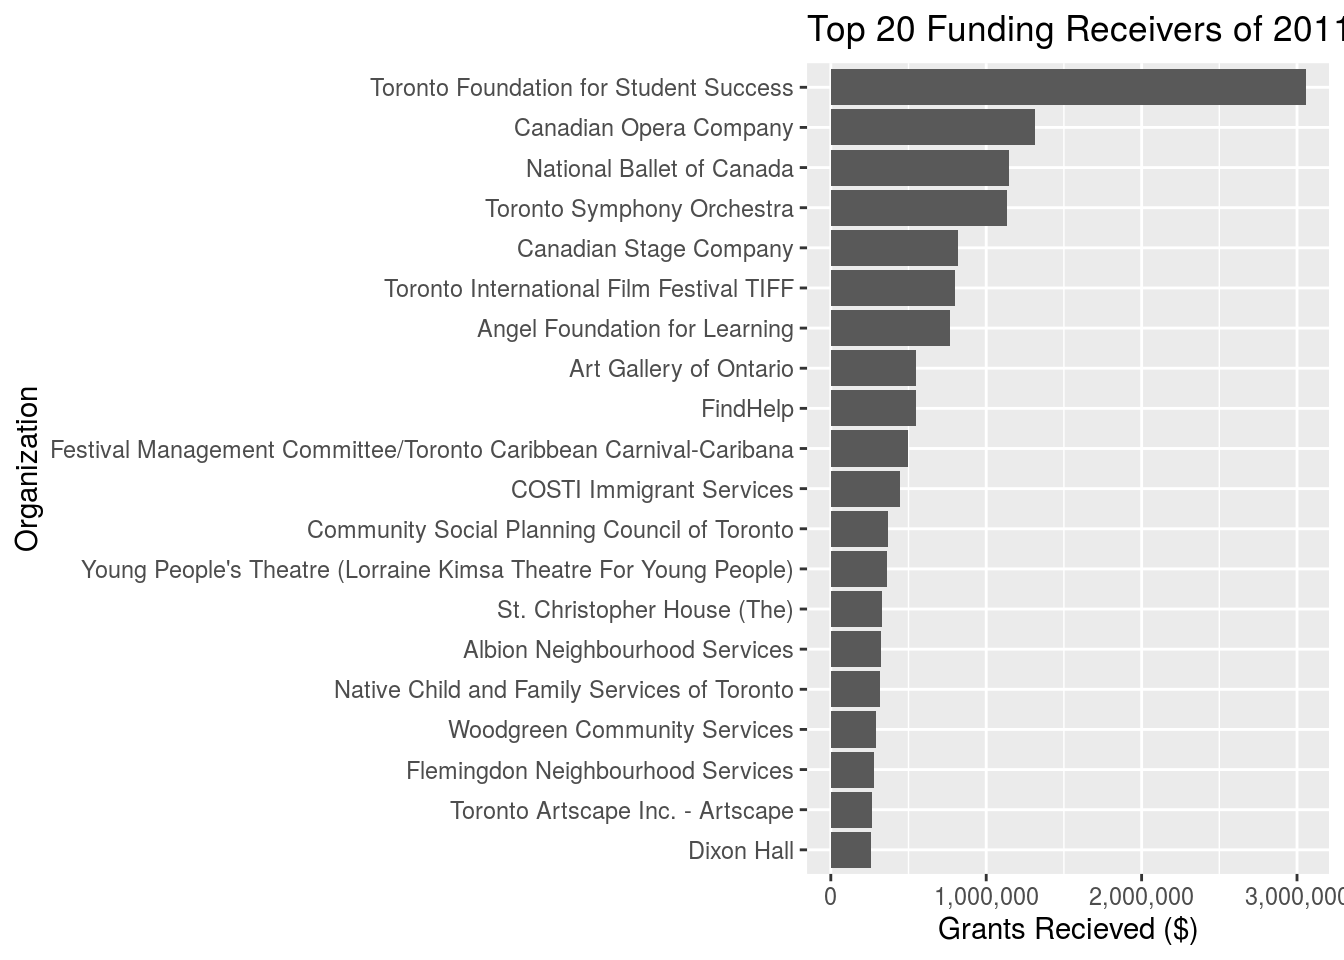 Top 20 Funding Receivers of 2011
Toronto Foundation for Student Success
Canadian Opera Company
National Ballet of Canada
Toronto Symphony Orchestra
Canadian Stage Company
Toronto International Film Festival TIFF
Angel Foundation for Learning
Art Gallery of Ontario
FindHelp
Festival Management Committee/Toronto Caribbean Carnival-Caribana
COSTI Immigrant Services
Community Social Planning Council of Toronto
Young People's Theatre (Lorraine Kimsa Theatre For Young People)
St. Christopher House (The)
Albion Neighbourhood Services
Native Child and Family Services of Toronto
Woodgreen Community Services
Flemingdon Neighbourhood Services
Toronto Artscape Inc. - Artscape
Dixon Hall
Organization
0 1,000,000 2,000,000 3,000,000
Grants Recieved ($)